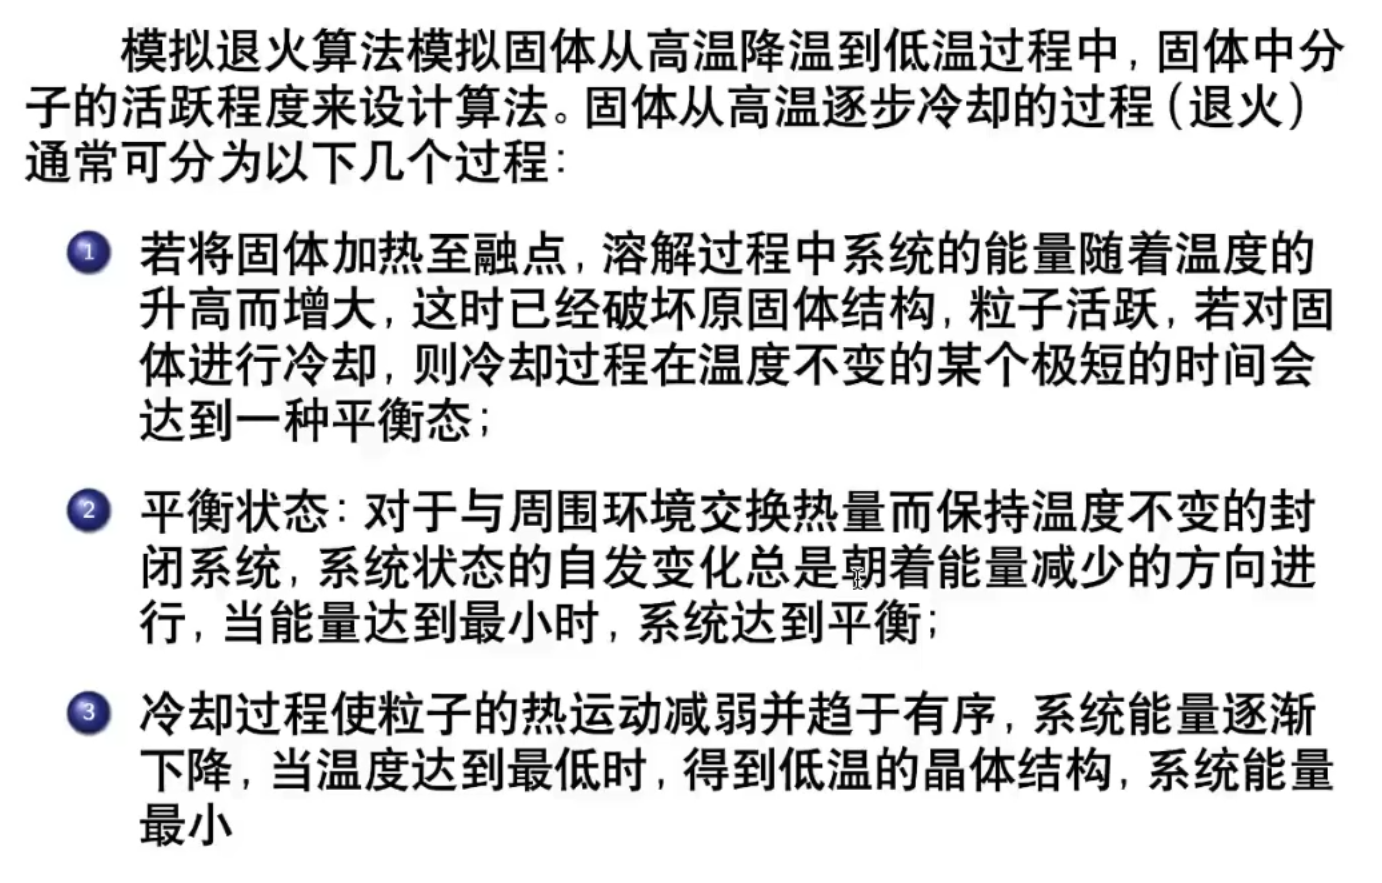 模拟退火算法模拟固体从高温降温到低温过程中, 固体中分
子的活跃程度来设计算法。固体从高温逐步冷却的过程 (退火)
通常可分为以下几个过程:
1 若将固体加热至融点, 溶解过程中系统的能量随着温度的
升高而增大, 这时已经破坏原固体结构, 粒子活跃, 若对固
体进行冷却, 则冷却过程在温度不变的某个极短的时间会
达到一种平衡态;
2 平衡状态: 对于与周围环境交换热量而保持温度不变的封
闭系统, 系统状态的自发变化总是朝着能量减少的方向进
行, 当能量达到最小时, 系统达到平衡;
3 冷却过程使粒子的热运动减弱并趋于有序, 系统能量逐渐
下降, 当温度达到最低时, 得到低温的晶体结构, 系统能量
最小